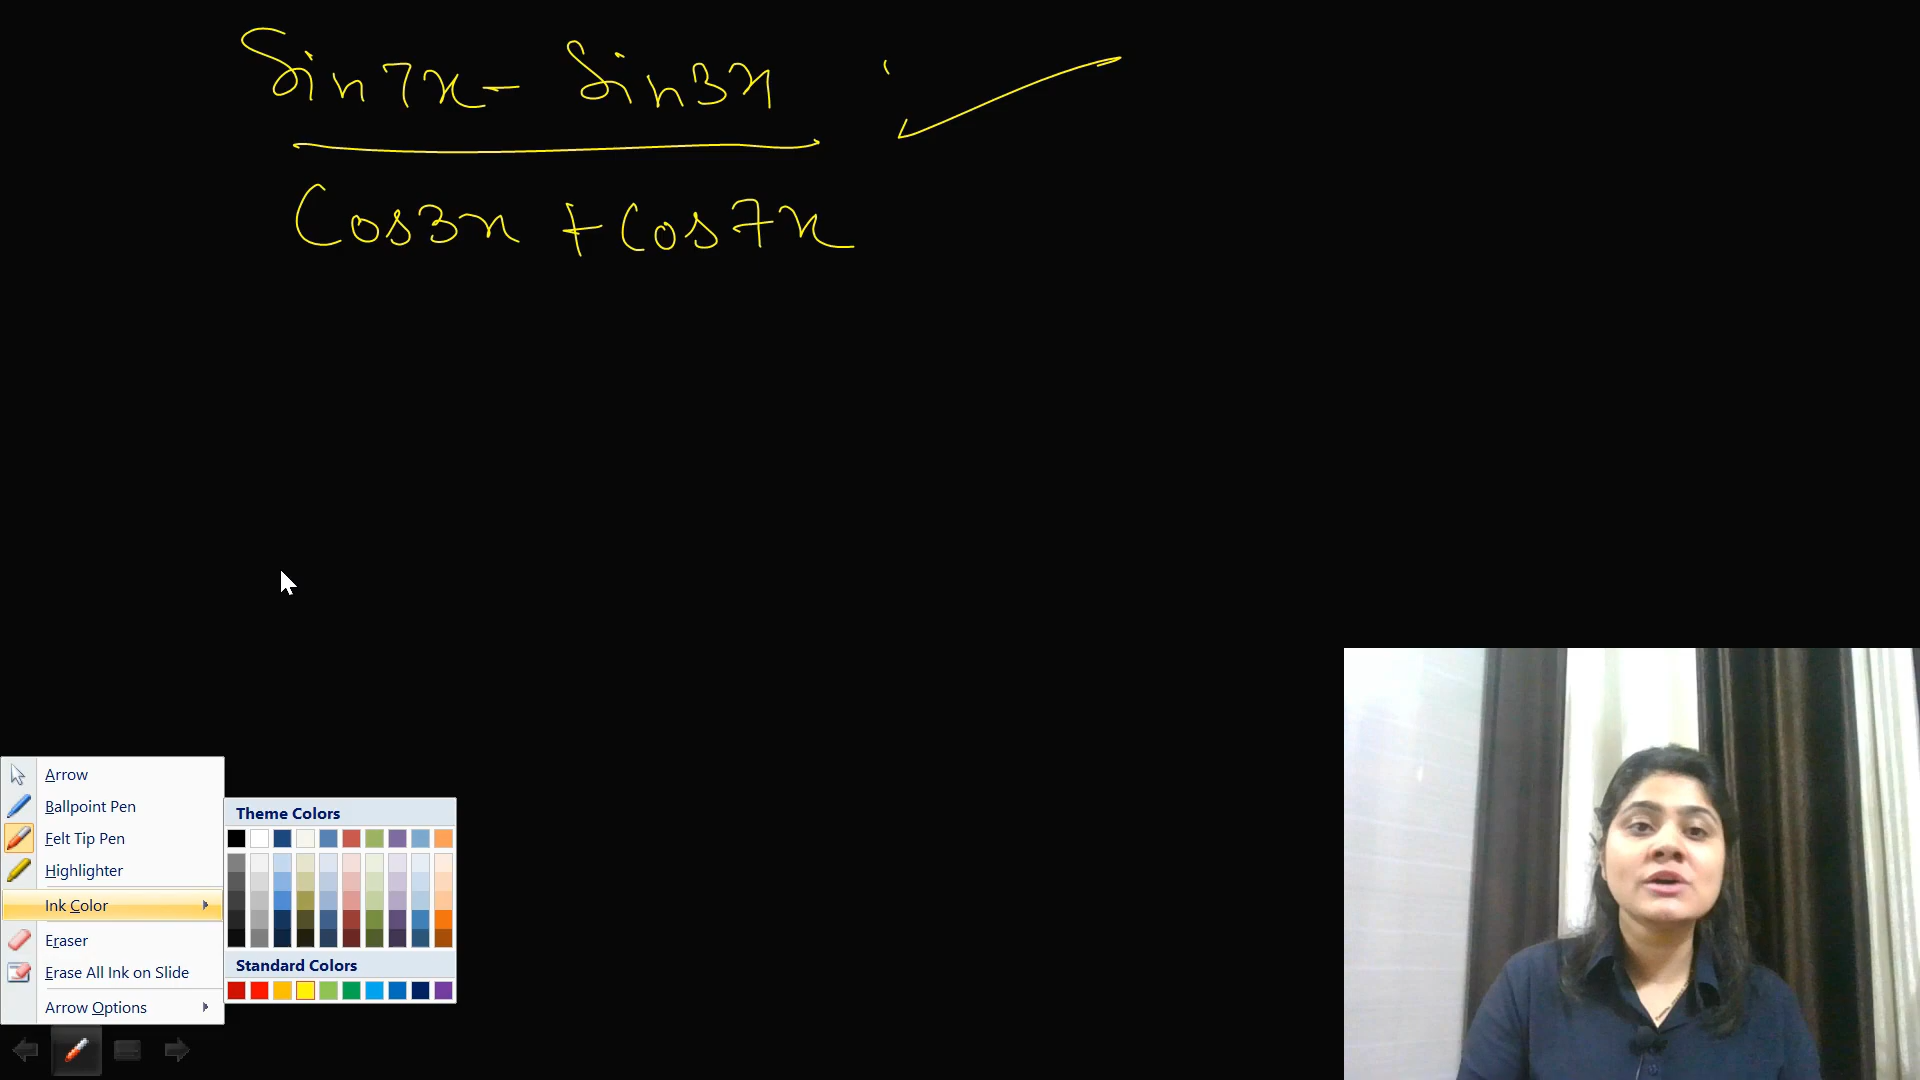 Sin7x - Sin3x
Cos3x + Cos7x
Arrow
Ballpoint Pen
Felt Tip Pen
Highlighter
Ink Color
Eraser
Erase All Ink on Slide
Arrow Options
Theme Colors
Standard Colors